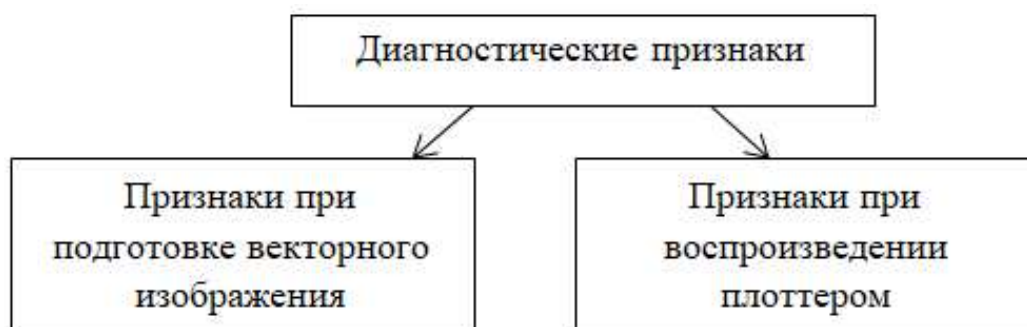 Диагностические признаки
Признаки при
подготовке векторного
изображения
Признаки при
воспроизведении
плоттером